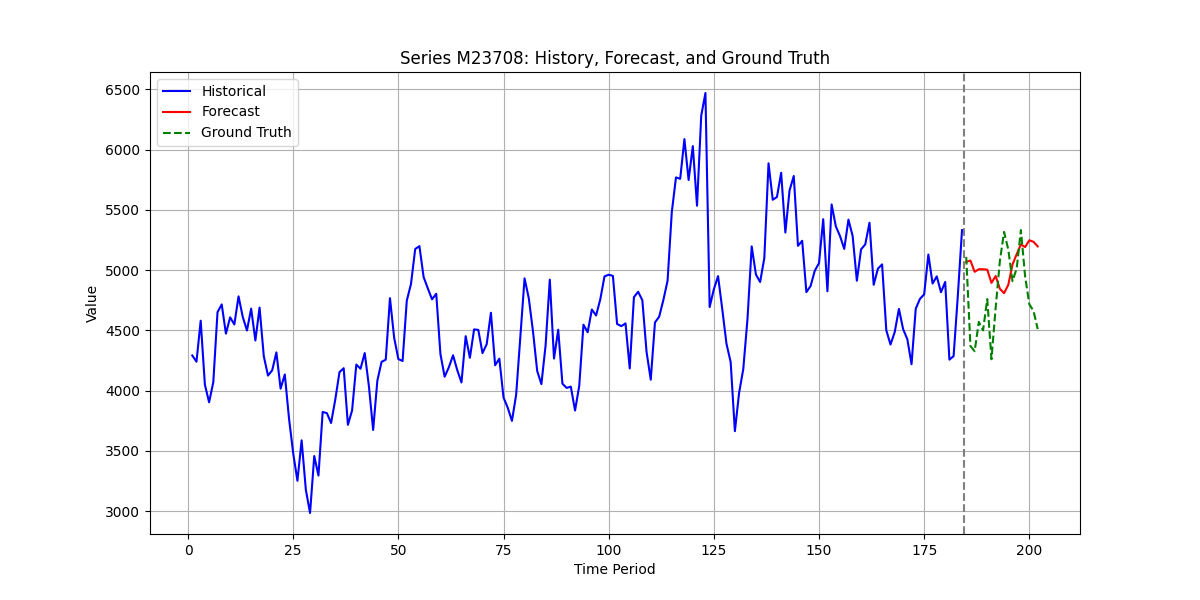 Series M23708: History, Forecast, and Ground Truth
Historical
Forecast
Ground Truth
6500
6000
5500
5000
4500
4000
3500
3000
Value
0 25 50 75 100 125 150 175 200
Time Period